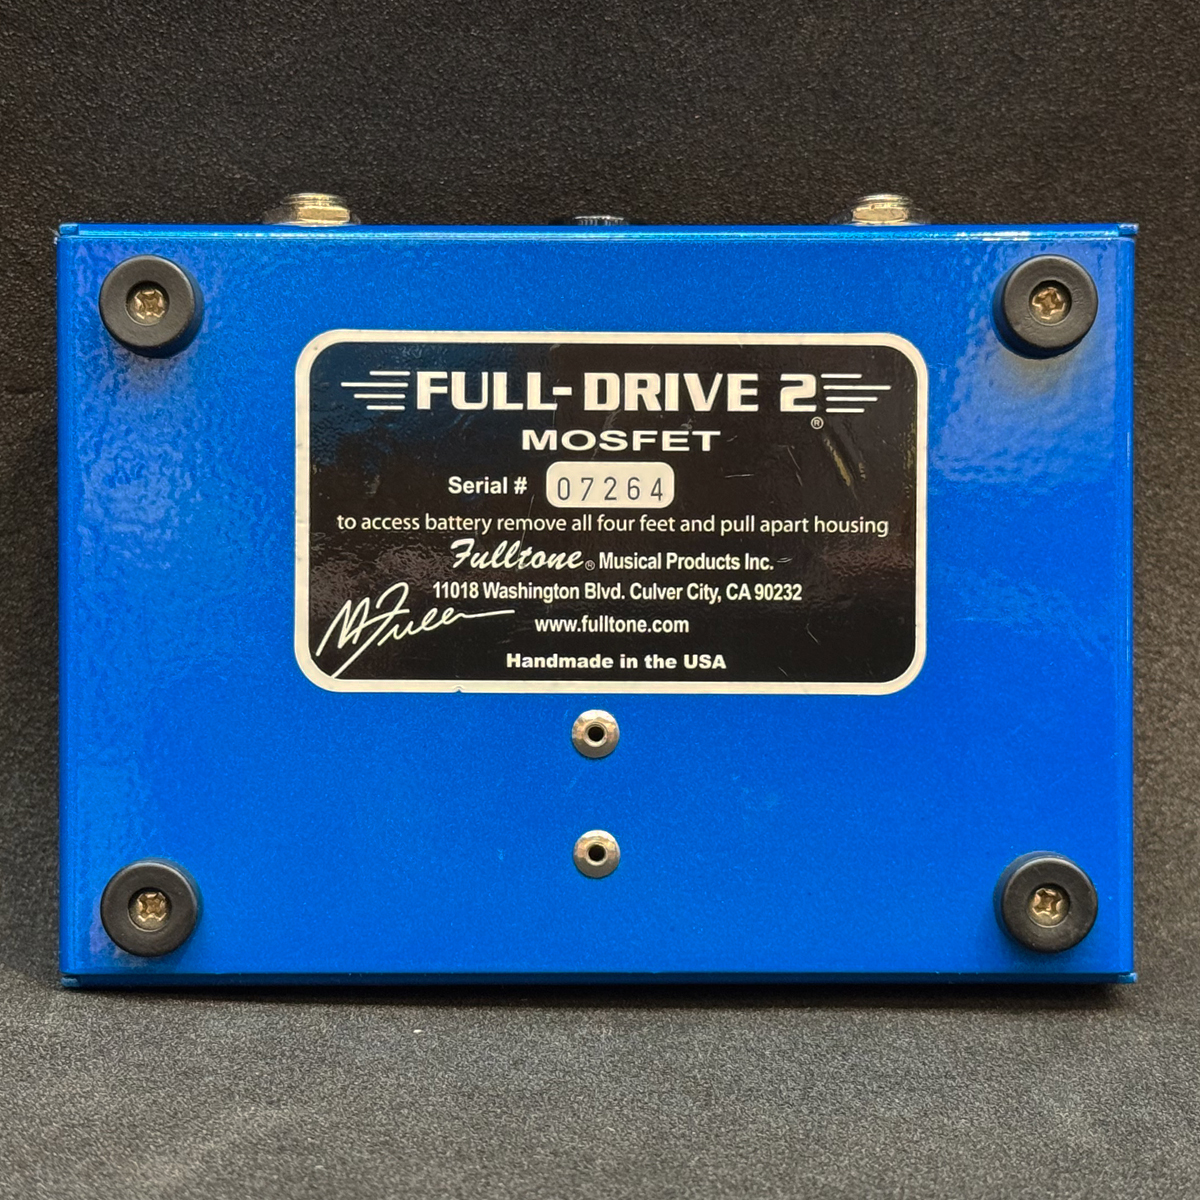 FULL-DRIVE 2®
MOSFET
Serial # 07264
to access battery remove all four feet and pull apart housing
Fulltone® Musical Products Inc.
11018 Washington Blvd. Culver City, CA 90232
M Fuller
www.fulltone.com
Handmade in the USA